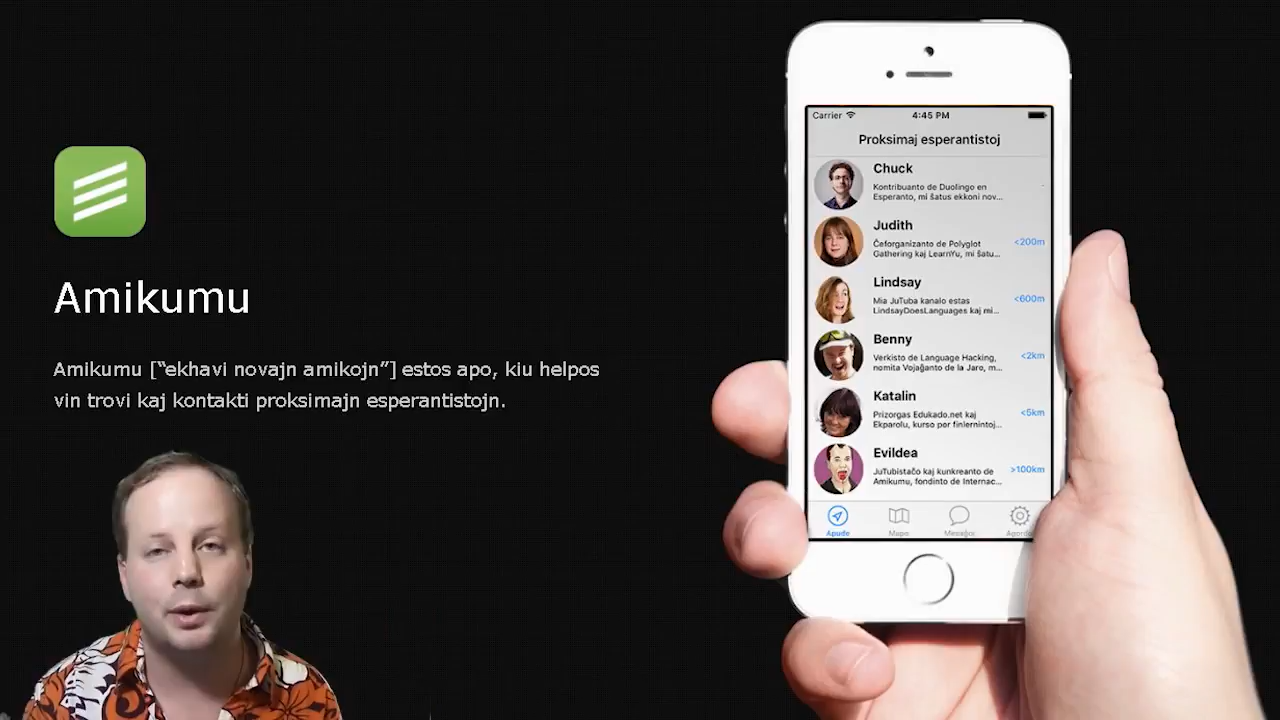 Amikumu
Amikumu [“ekhavi novajn amikojn”] estos apo, kiu helpos
vin trovi kaj kontakti proksimajn esperantistojn.
Carrier 4:45 PM
Proksimaj esperantistoj
Chuck
Kontribuanto de Duolingo en
Esperanto, mi ŝatus ekkoni nov...
Judith
Ĉeforganizanto de Polyglot
Gathering kaj LearnYu, mi ŝatu...
<200m
Lindsay
Mia JuTuba kanalo estas
LindsayDoesLanguages kaj mi...
<600m
Benny
Verkisto de Language Hacking,
nomita Vojaĝanto de la Jaro, m...
<2km
Katalin
Prizorgas Edukado.net kaj
Ekparolu, kurso por finlernintoj...
<5km
Evildea
JuTubistaĉo kaj kunkreanto de
Amikumu, fondinto de Internac...
>100km
Apude Mapo Mesaĝoj